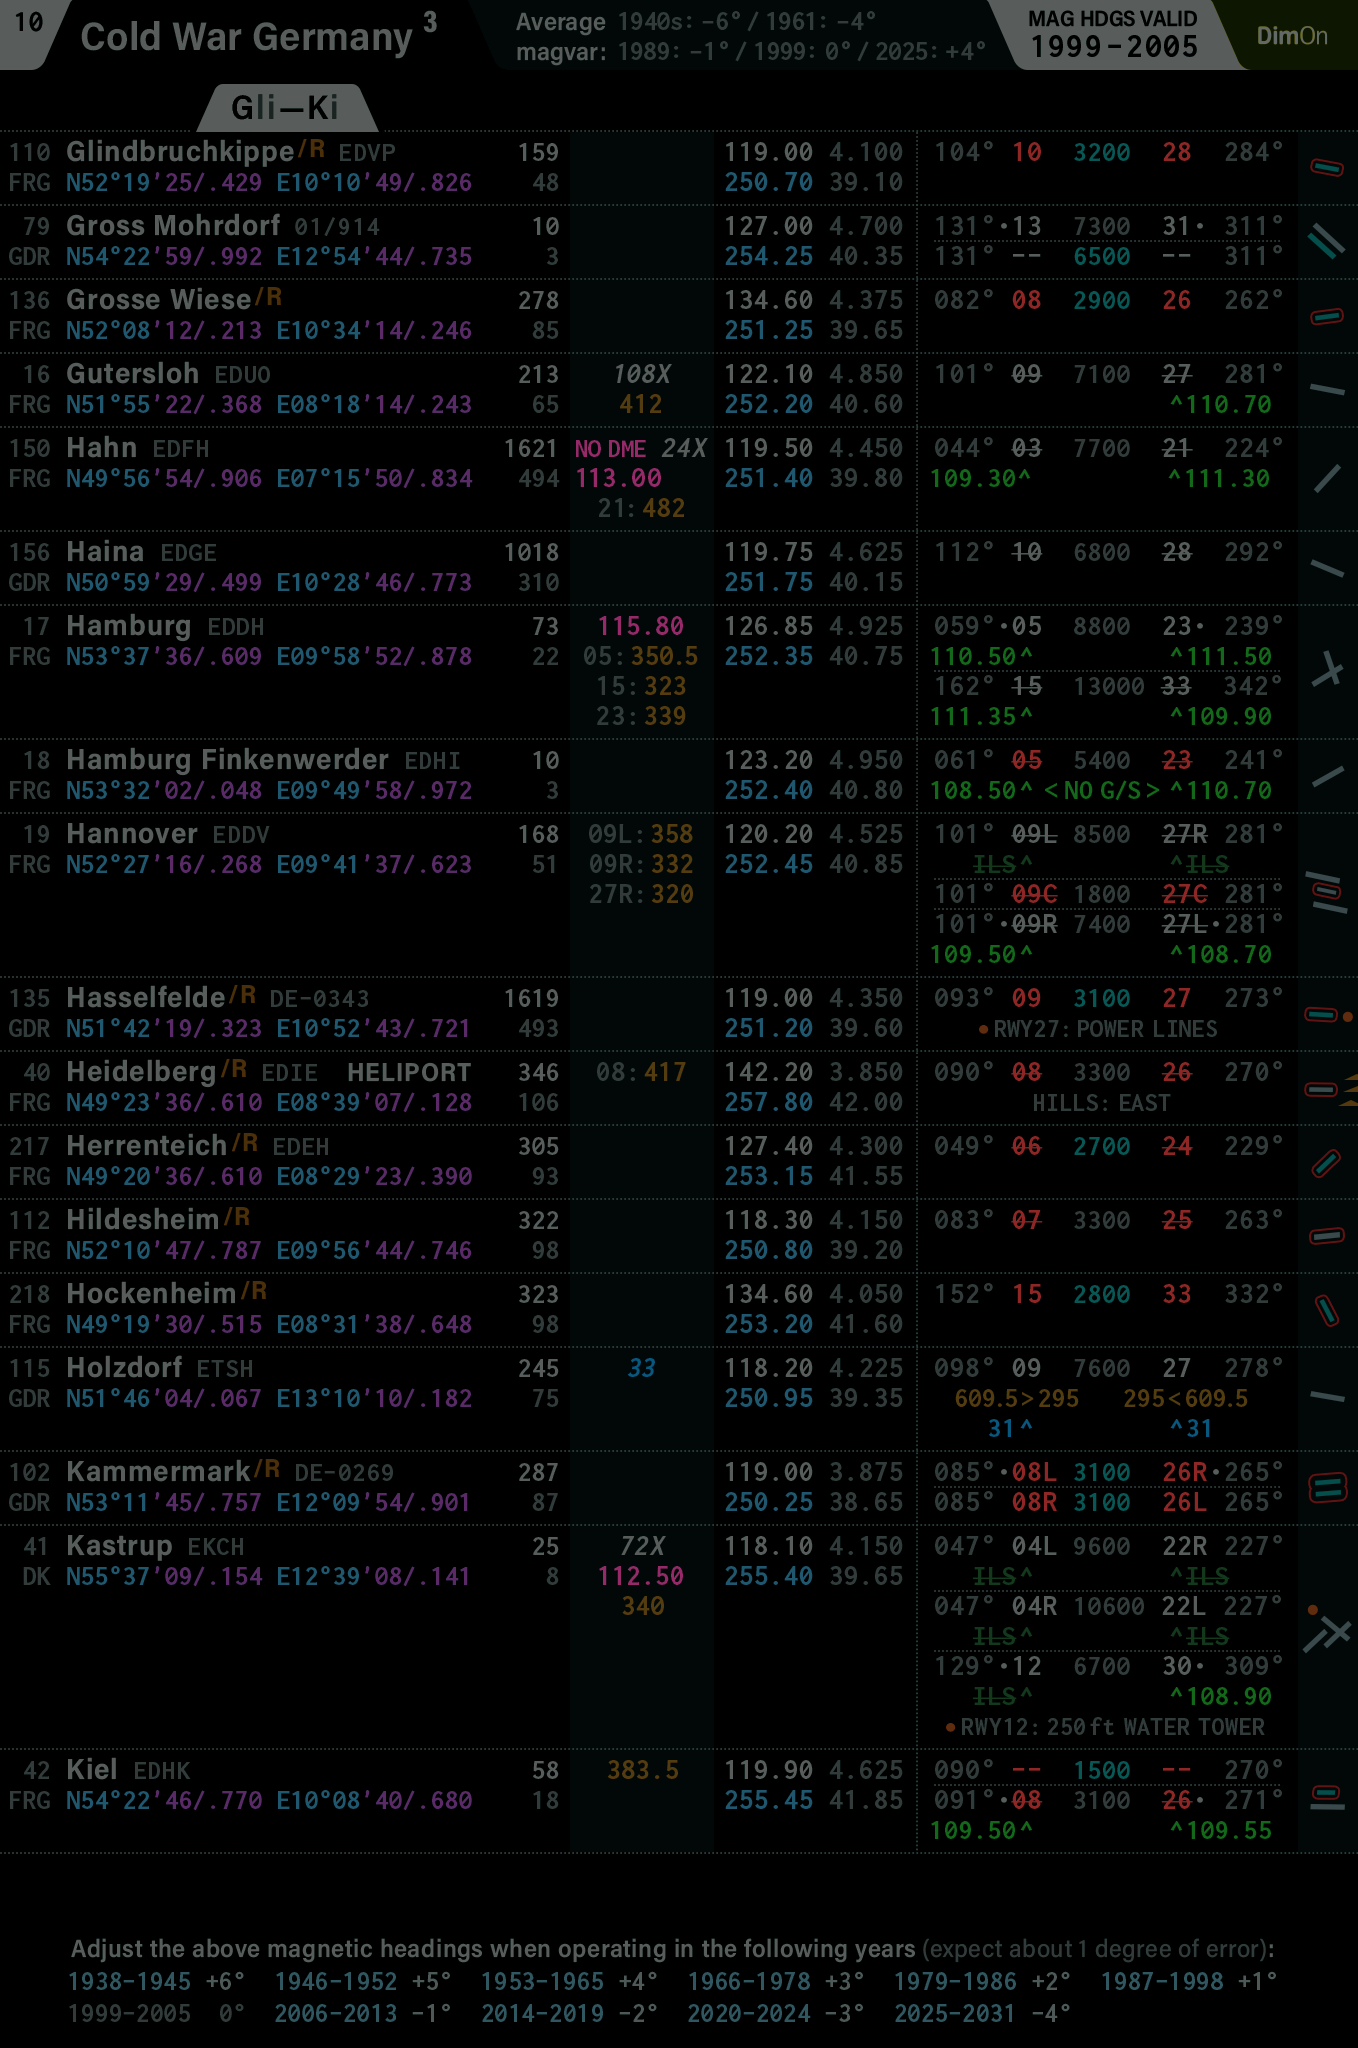 10 Cold War Germany 3 Average 1940s: -6° / 1961: -4° MAG HDGS VALID DimOn
magvar: 1989: -1° / 1999: 0° / 2025: +4° 1999-2005
Gli—Ki
110 Glindbruchkippe/R EDVP 159 119.00 4.100 104° 10 3200 28 284°
FRG N52°19'25/.429 E10°10'49/.826 48 250.70 39.10
79 Gross Mohrdorf 01/914 10 127.00 4.700 131°·13 7300 31· 311°
GDR N54°22'59/.992 E12°54'44/.735 3 254.25 40.35 131° -- 6500 -- 311°
136 Grosse Wiese/R 278 134.60 4.375 082° 08 2900 26 262°
FRG N52°08'12/.213 E10°34'14/.246 85 251.25 39.65
16 Gutersloh EDUO 213 108X 122.10 4.850 101° 09 7100 27 281°
FRG N51°55'22/.368 E08°18'14/.243 65 412 252.20 40.60 ^110.70
150 Hahn EDFH 1621 NO DME 24X 119.50 4.450 044° 03 7700 21 224°
FRG N49°56'54/.906 E07°15'50/.834 494 113.00 251.40 39.80 109.30^ ^111.30
21: 482
156 Haina EDGE 1018 119.75 4.625 112° 10 6800 28 292°
GDR N50°59'29/.499 E10°28'46/.773 310 251.75 40.15
17 Hamburg EDDH 73 115.80 126.85 4.925 059°·05 8800 23· 239°
FRG N53°37'36/.609 E09°58'52/.878 22 05: 350.5 252.35 40.75 110.50^ ^111.50
15: 323 162° 15 13000 33 342°
23: 339 111.35^ ^109.90
18 Hamburg Finkenwerder EDHI 10 123.20 4.950 061° 05 5400 23 241°
FRG N53°32'02/.048 E09°49'58/.972 3 252.40 40.80 108.50^ <NO G/S> ^110.70
19 Hannover EDDV 168 09L: 358 120.20 4.525 101° 09L 8500 27R 281°
FRG N52°27'16/.268 E09°41'37/.623 51 09R: 332 252.45 40.85 ILS^ ^ILS
27R: 320 101° 09C 1800 27C 281°
101°·09R 7400 27L·281°
109.50^ ^108.70
135 Hasselfelde/R DE-0343 1619 119.00 4.350 093° 09 3100 27 273°
GDR N51°42'19/.323 E10°52'43/.721 493 251.20 39.60 •RWY27: POWER LINES
40 Heidelberg/R EDIE HELIPORT 346 08: 417 142.20 3.850 090° 08 3300 26 270°
FRG N49°23'36/.610 E08°39'07/.128 106 257.80 42.00 HILLS: EAST
217 Herrenteich/R EDEH 305 127.40 4.300 049° 06 2700 24 229°
FRG N49°20'36/.610 E08°29'23/.390 93 253.15 41.55
112 Hildesheim/R 322 118.30 4.150 083° 07 3300 25 263°
FRG N52°10'47/.787 E09°56'44/.746 98 250.80 39.20
218 Hockenheim/R 323 134.60 4.050 152° 15 2800 33 332°
FRG N49°19'30/.515 E08°31'38/.648 98 253.20 41.60
115 Holzdorf ETSH 245 33 118.20 4.225 098° 09 7600 27 278°
GDR N51°46'04/.067 E13°10'10/.182 75 250.95 39.35 609.5>295 295<609.5
31^ ^31
102 Kammermark/R DE-0269 287 119.00 3.875 085°·08L 3100 26R·265°
GDR N53°11'45/.757 E12°09'54/.901 87 250.25 38.65 085° 08R 3100 26L 265°
41 Kastrup EKCH 25 72X 118.10 4.150 047° 04L 9600 22R 227°
DK N55°37'09/.154 E12°39'08/.141 8 112.50 255.40 39.65 ILS^ ^ILS
340 047° 04R 10600 22L 227°
ILS^ ^ILS
129°·12 6700 30· 309°
ILS^ ^108.90
•RWY12: 250ft WATER TOWER
42 Kiel EDHK 58 383.5 119.90 4.625 090° -- 1500 -- 270°
FRG N54°22'46/.770 E10°08'40/.680 18 255.45 41.85 091°·08 3100 26· 271°
109.50^ ^109.55
Adjust the above magnetic headings when operating in the following years (expect about 1 degree of error):
1938-1945 +6° 1946-1952 +5° 1953-1965 +4° 1966-1978 +3° 1979-1986 +2° 1987-1998 +1°
1999-2005 0° 2006-2013 -1° 2014-2019 -2° 2020-2024 -3° 2025-2031 -4°